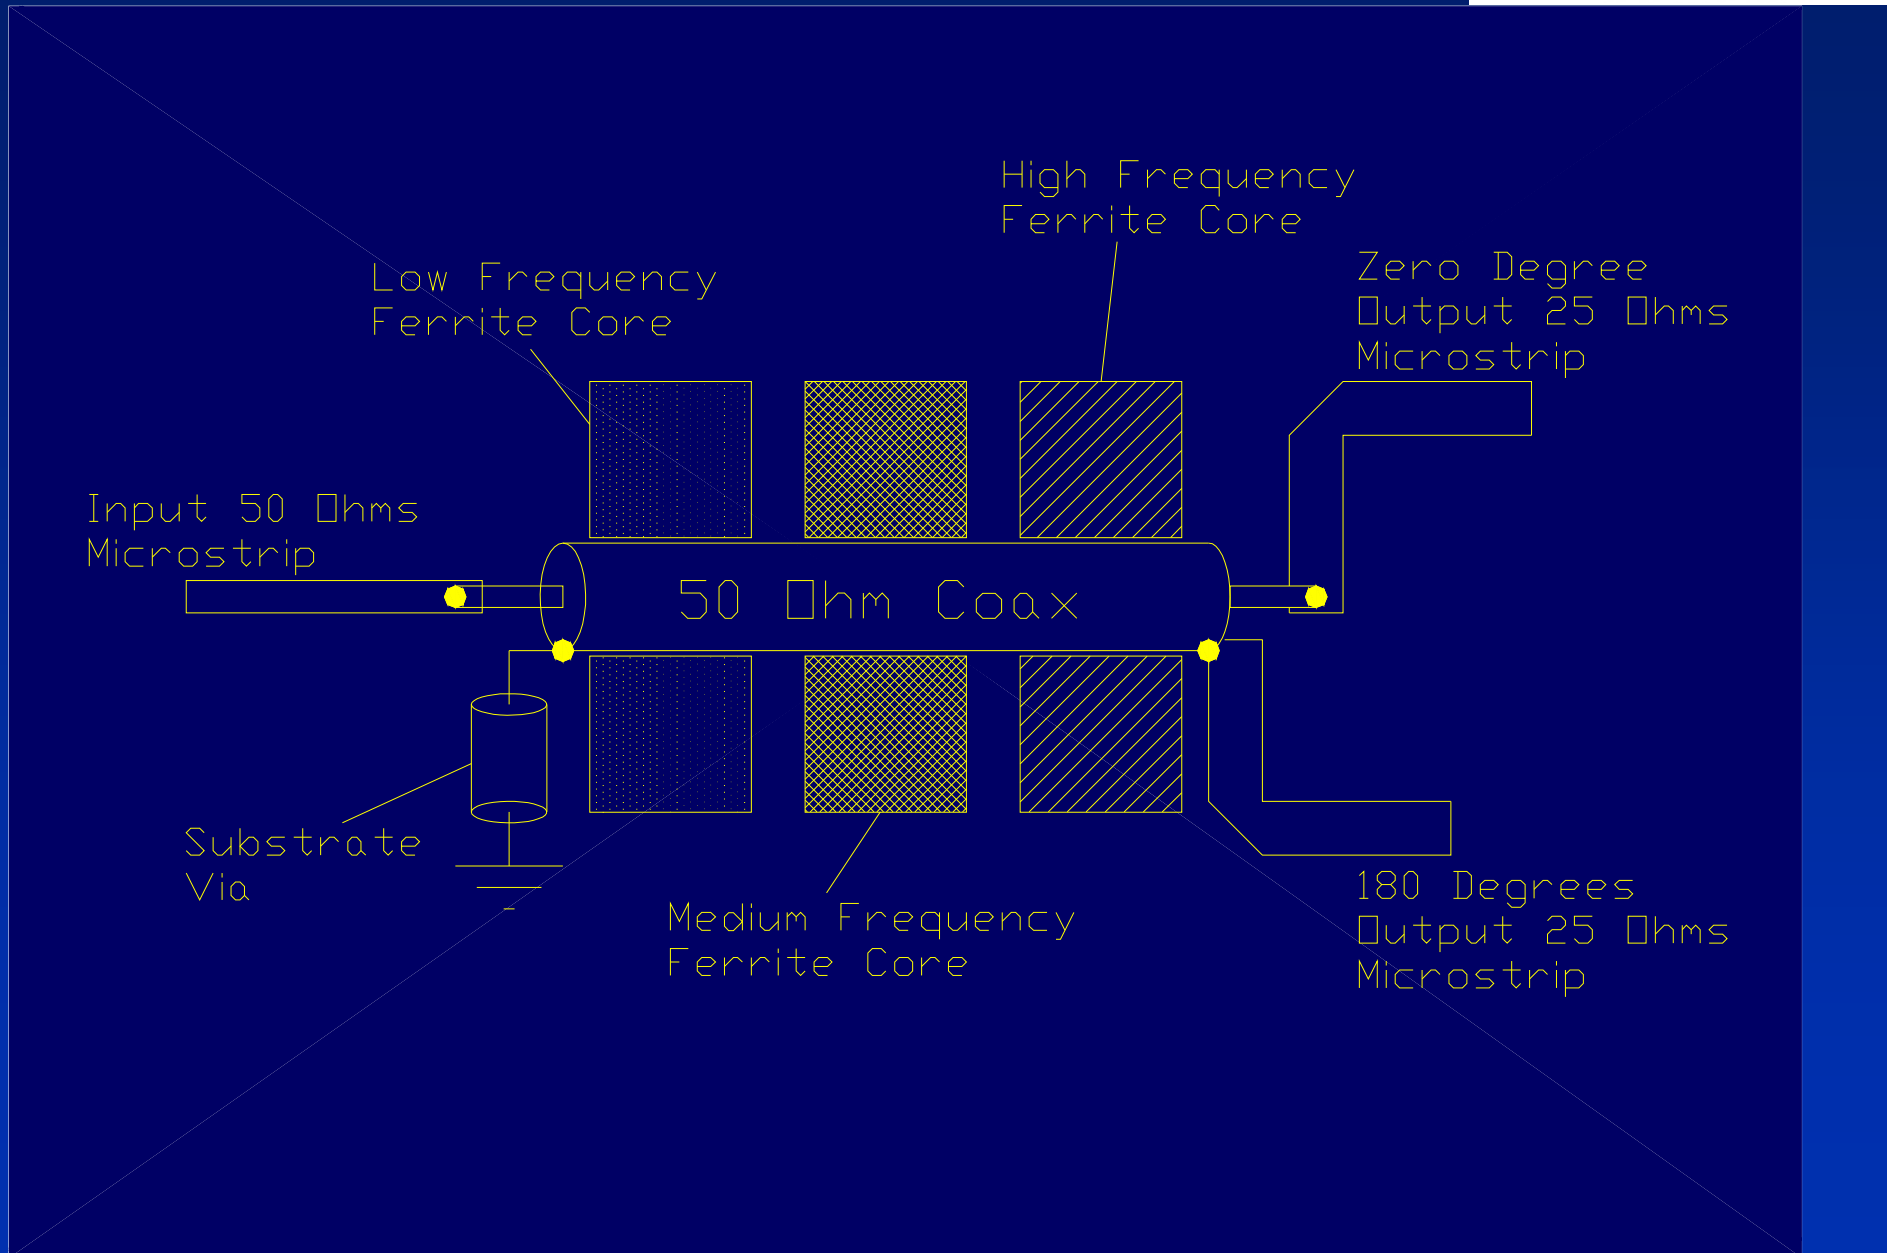 High Frequency
Ferrite Core
Low Frequency
Ferrite Core
Zero Degree
Output 25 Ohms
Microstrip
Input 50 Ohms
Microstrip
50 Ohm Coax
Substrate
Via
Medium Frequency
Ferrite Core
180 Degrees
Output 25 Ohms
Microstrip